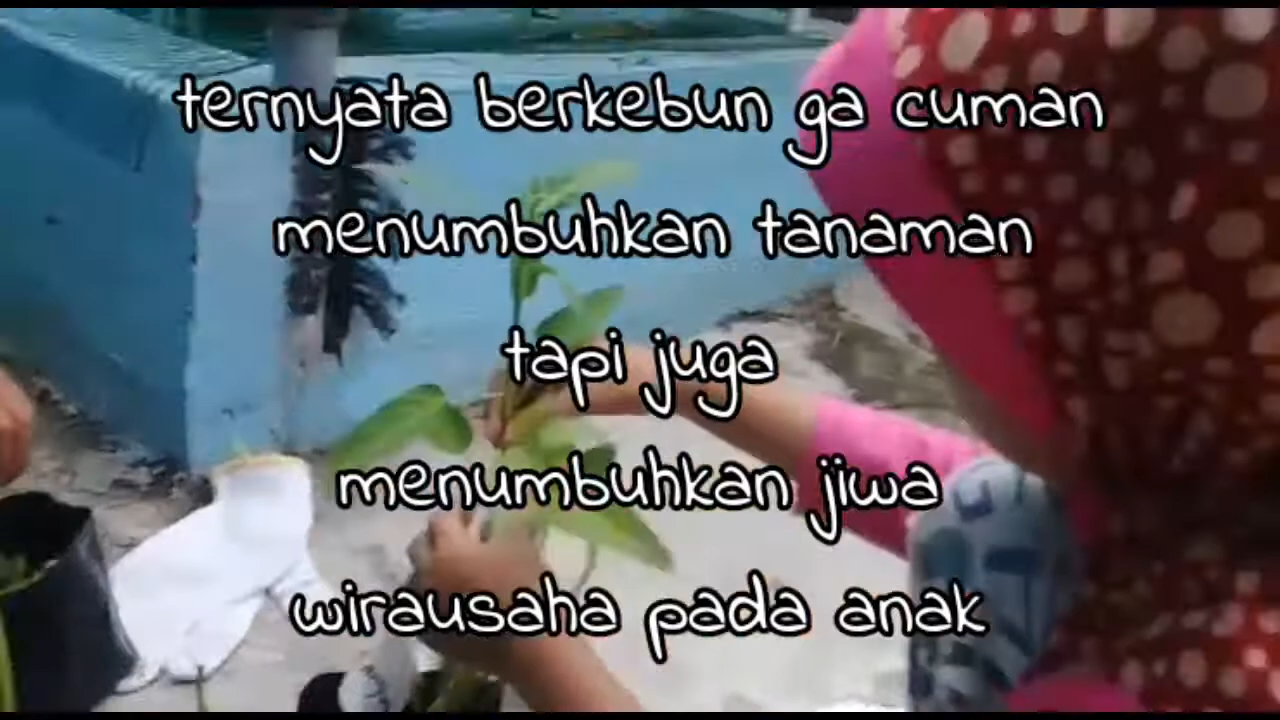 ternyata berkebun ga cuman
menumbuhkan tanaman
tapi juga
menumbuhkan jiwa
wirausaha pada anak